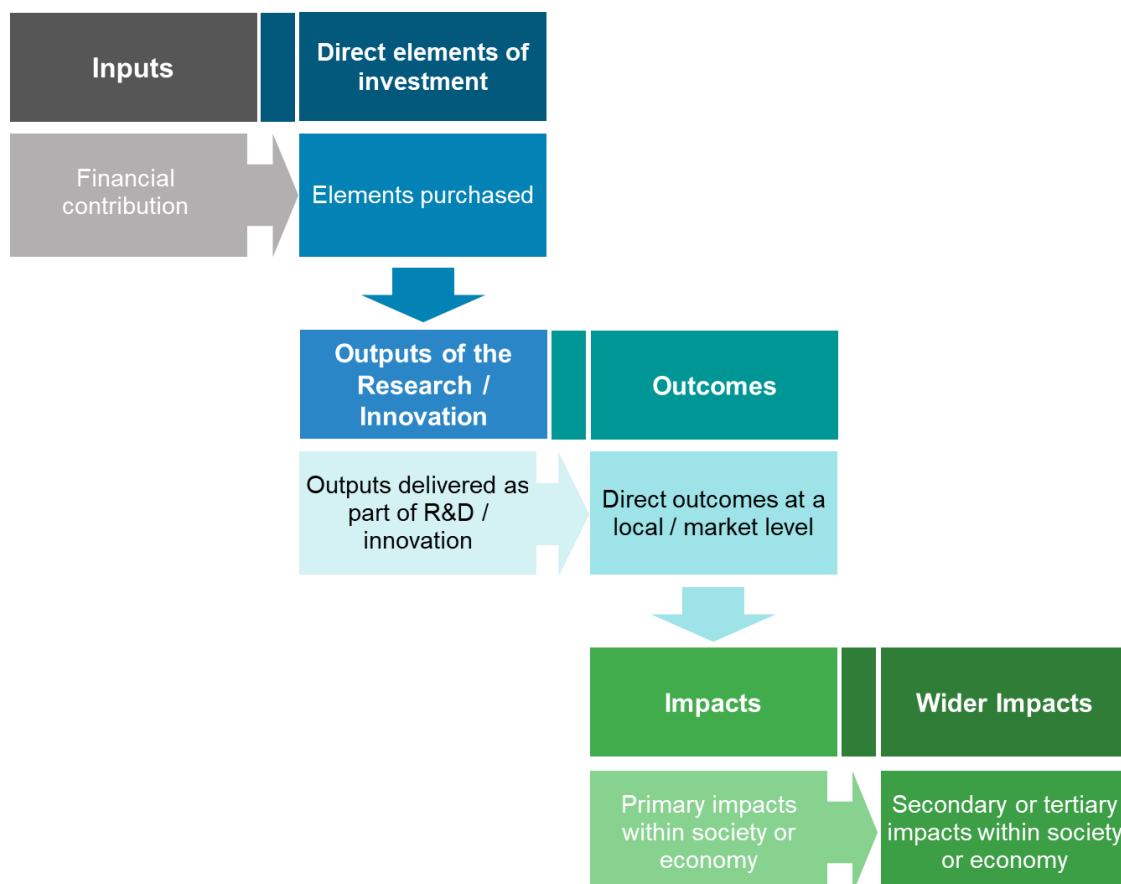 Inputs
Direct elements of
investment
Financial
contribution
Elements purchased
Outputs of the
Research /
Innovation
Outcomes
Outputs delivered as
part of R&D /
innovation
Direct outcomes at a
local / market level
Impacts
Wider Impacts
Primary impacts
within society or
economy
Secondary or tertiary
impacts within society
or economy